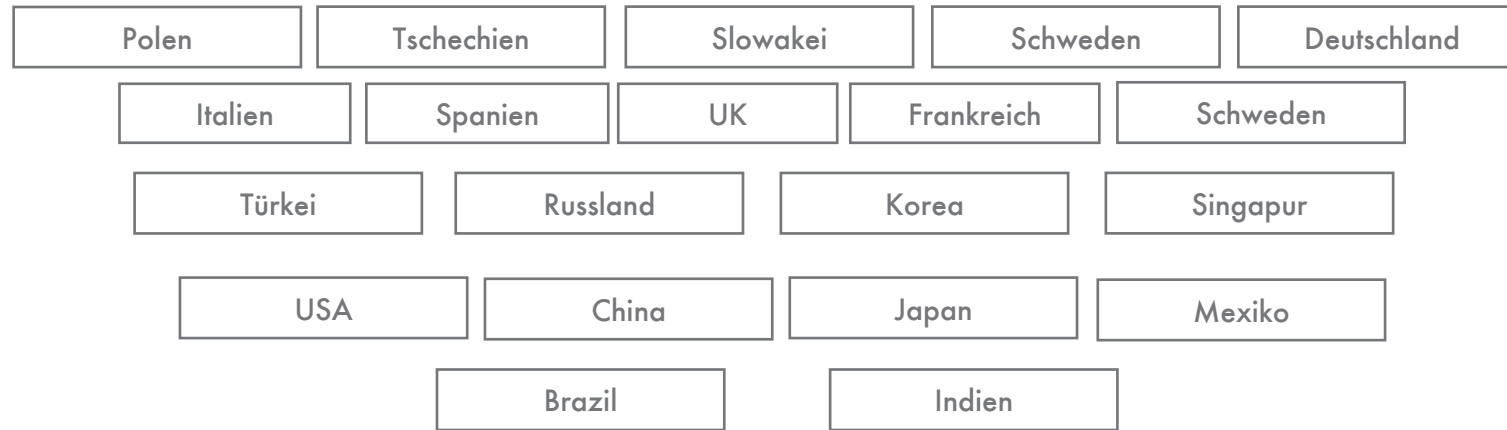 Polen Tschechien Slowakei Schweden Deutschland
Italien Spanien UK Frankreich Schweden
Türkei Russland Korea Singapur
USA China Japan Mexiko
Brazil Indien